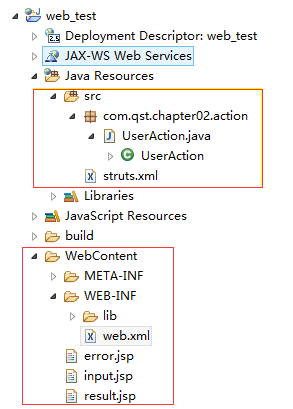 web_test
Deployment Descriptor: web_test
JAX-WS Web Services
Java Resources
src
com.qst.chapter02.action
UserAction.java
UserAction
struts.xml
Libraries
JavaScript Resources
build
WebContent
META-INF
WEB-INF
lib
web.xml
error.jsp
input.jsp
result.jsp